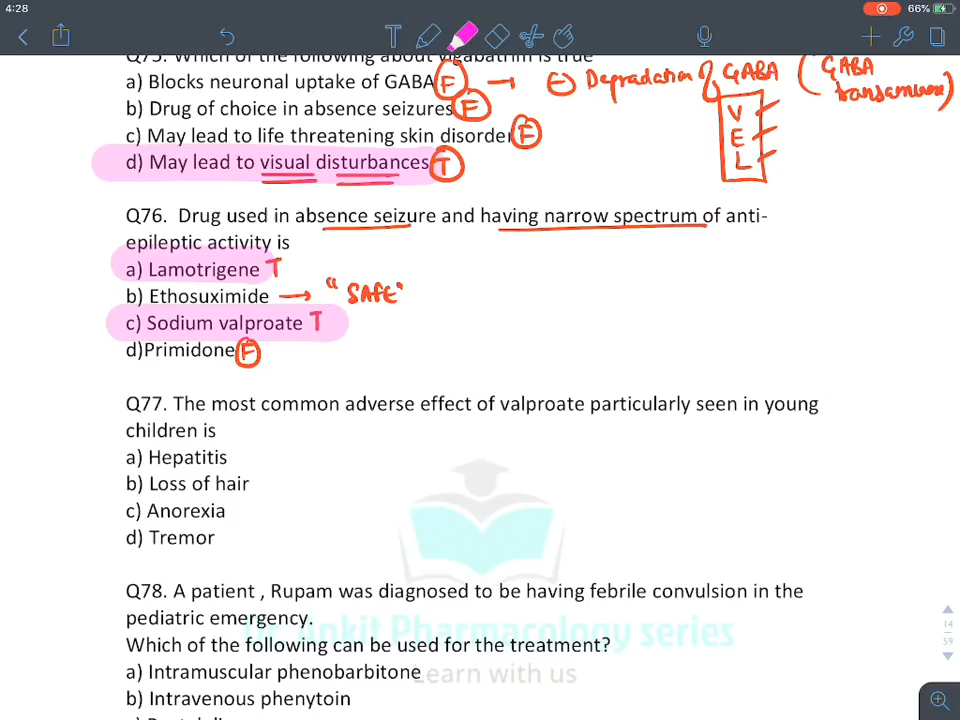 4:28
66%
Q75. Which of the following about vigabatrim is true
a) Blocks neuronal uptake of GABA F → ⊖ Degradation of GABA (GABA transaminase)
b) Drug of choice in absence seizures F
c) May lead to life threatening skin disorder F
d) May lead to visual disturbances T
V
E
L
Q76. Drug used in absence seizure and having narrow spectrum of anti-
epileptic activity is
a) Lamotrigene T
b) Ethosuximide → "SAFE"
c) Sodium valproate T
d)Primidone F
Q77. The most common adverse effect of valproate particularly seen in young
children is
a) Hepatitis
b) Loss of hair
c) Anorexia
d) Tremor
Q78. A patient , Rupam was diagnosed to be having febrile convulsion in the
pediatric emergency.
Dr. Ankit Pharmacology series
Which of the following can be used for the treatment?
a) Intramuscular phenobarbitone
Learn with us
b) Intravenous phenytoin
14
59